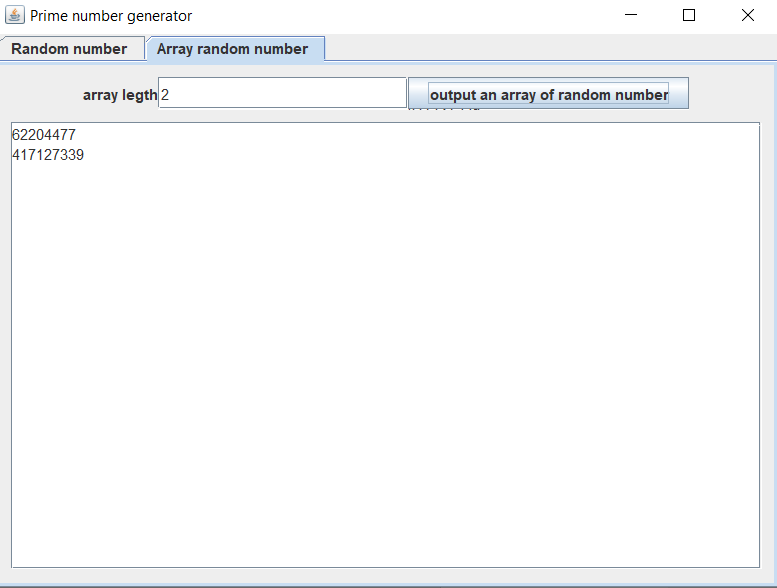 Prime number generator
Random number
Array random number
array legth 2 output an array of random number
62204477
417127339